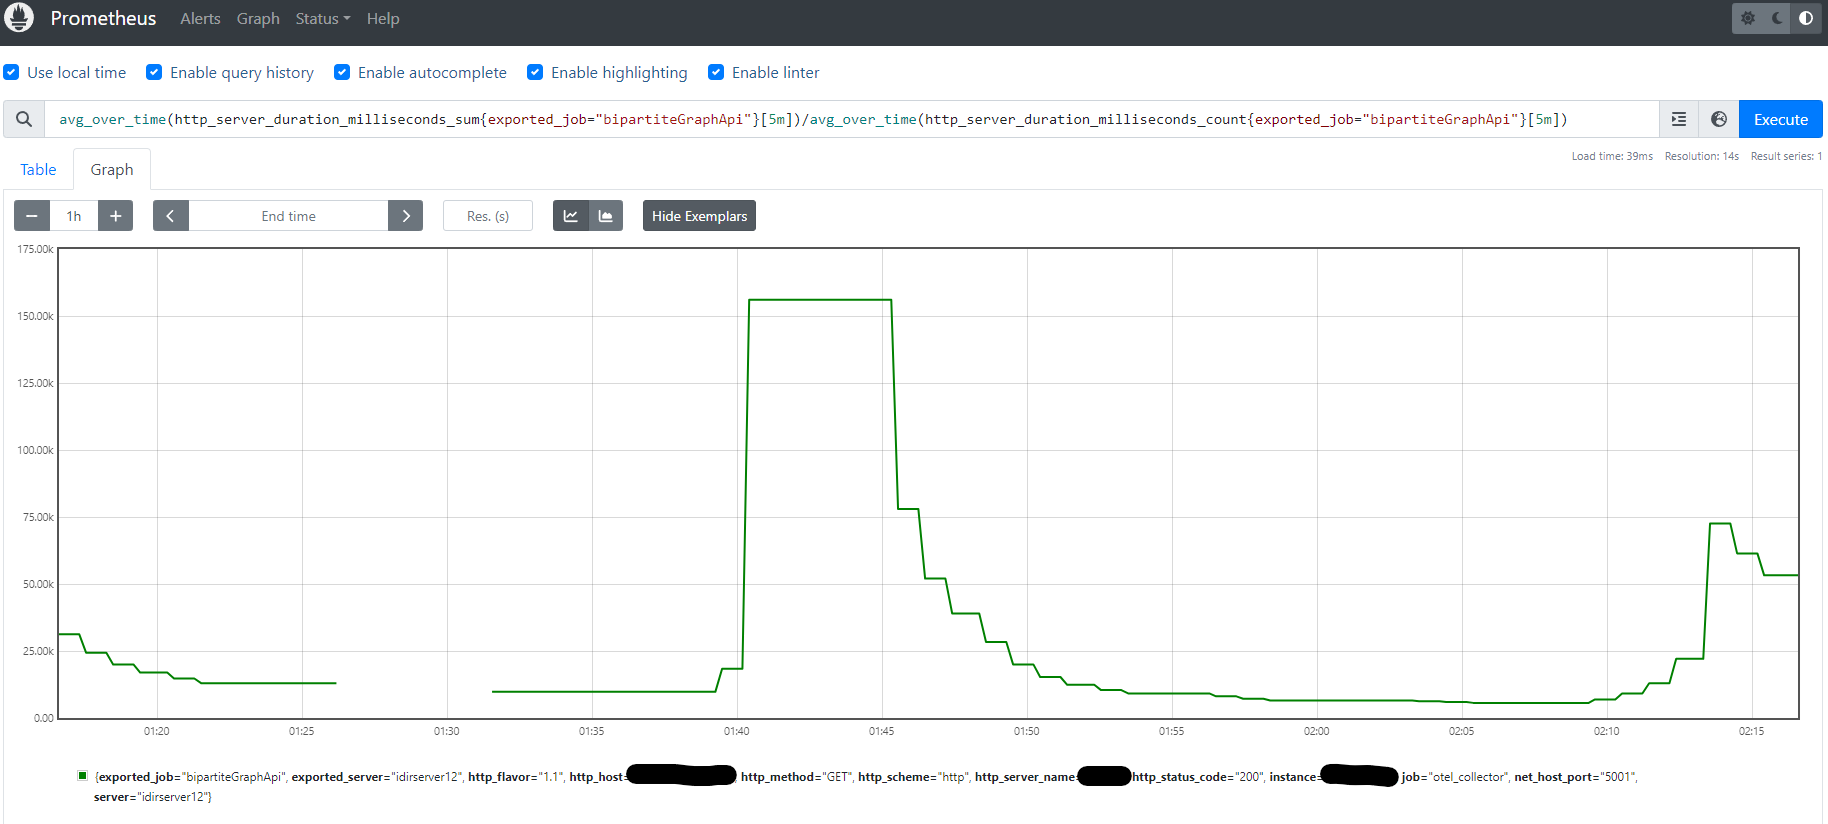 Prometheus Alerts Graph Status Help
Use local time Enable query history Enable autocomplete Enable highlighting Enable linter
avg_over_time(http_server_duration_milliseconds_sum{exported_job="bipartiteGraphApi"}[5m])/avg_over_time(http_server_duration_milliseconds_count{exported_job="bipartiteGraphApi"}[5m]) Execute
Load time: 39ms Resolution: 14s Result series: 1
Table Graph
1h End time Res. (s) Hide Exemplars
175.00k
150.00k
125.00k
100.00k
75.00k
50.00k
25.00k
0.00
01:20 01:25 01:30 01:35 01:40 01:45 01:50 01:55 02:00 02:05 02:10 02:15
{exported_job="bipartiteGraphApi", exported_server="idirserver12", http_flavor="1.1", http_host= http_method="GET", http_scheme="http", http_server_name= http_status_code="200", instance= job="otel_collector", net_host_port="5001",
server="idirserver12"}